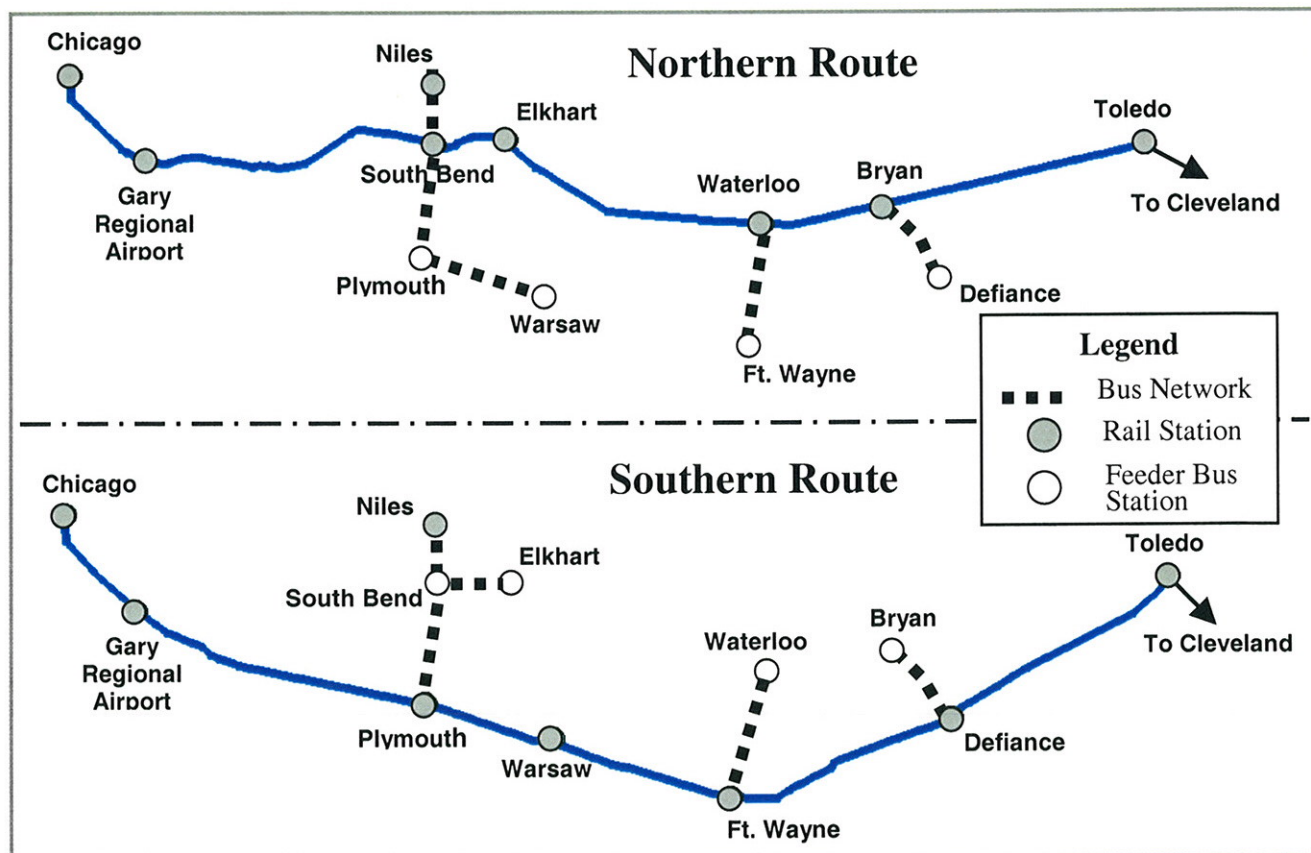 Chicago
Niles
Northern Route
Elkhart
Toledo
South Bend
Bryan
Waterloo
Gary
Regional
Airport
To Cleveland
Plymouth
Warsaw
Defiance
Ft. Wayne
Legend
Bus Network
Rail Station
Feeder Bus
Station
Southern Route
Chicago
Niles
Elkhart
Toledo
South Bend
Bryan
Waterloo
To Cleveland
Gary
Regional
Airport
Plymouth
Defiance
Warsaw
Ft. Wayne